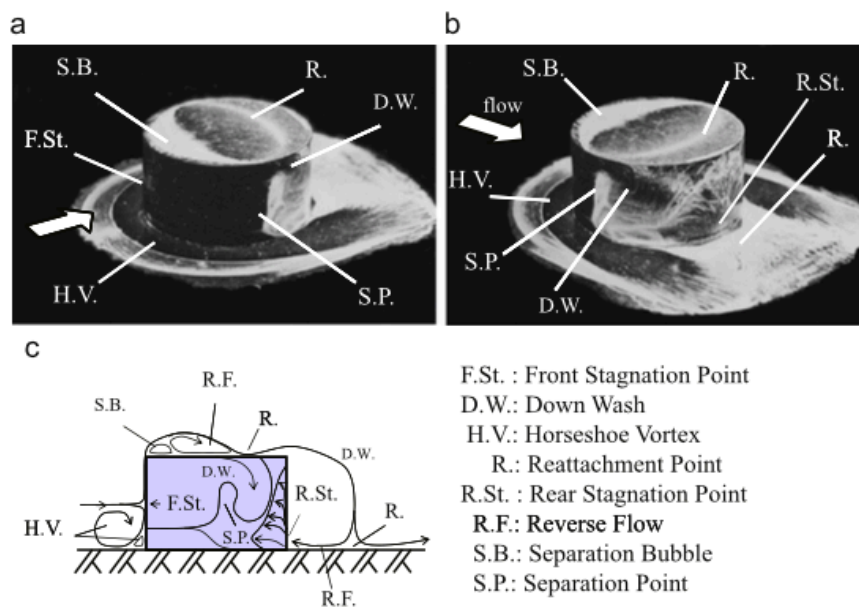 a
S.B.
R.
D.W.
F.St.
H.V.
S.P.
b
S.B.
R.
R.St.
flow
R.
H.V.
S.P.
D.W.
c
R.F.
S.B.
R.
D.W.
D.W.
F.St.
R.St.
H.V.
S.P.
R.
R.F.
F.St. : Front Stagnation Point
D.W.: Down Wash
H.V.: Horseshoe Vortex
R.: Reattachment Point
R.St. : Rear Stagnation Point
R.F.: Reverse Flow
S.B.: Separation Bubble
S.P.: Separation Point